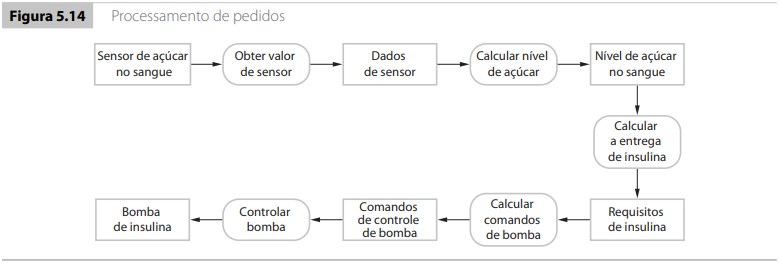 Figura 5.14 Processamento de pedidos
Sensor de açúcar
no sangue
Obter valor
de sensor
Dados
de sensor
Calcular nível
de açúcar
Nível de açúcar
no sangue
Calcular
a entrega
de insulina
Requisitos
de insulina
Calcular
comandos
de bomba
Comandos
de controle
de bomba
Controlar
bomba
Bomba
de insulina